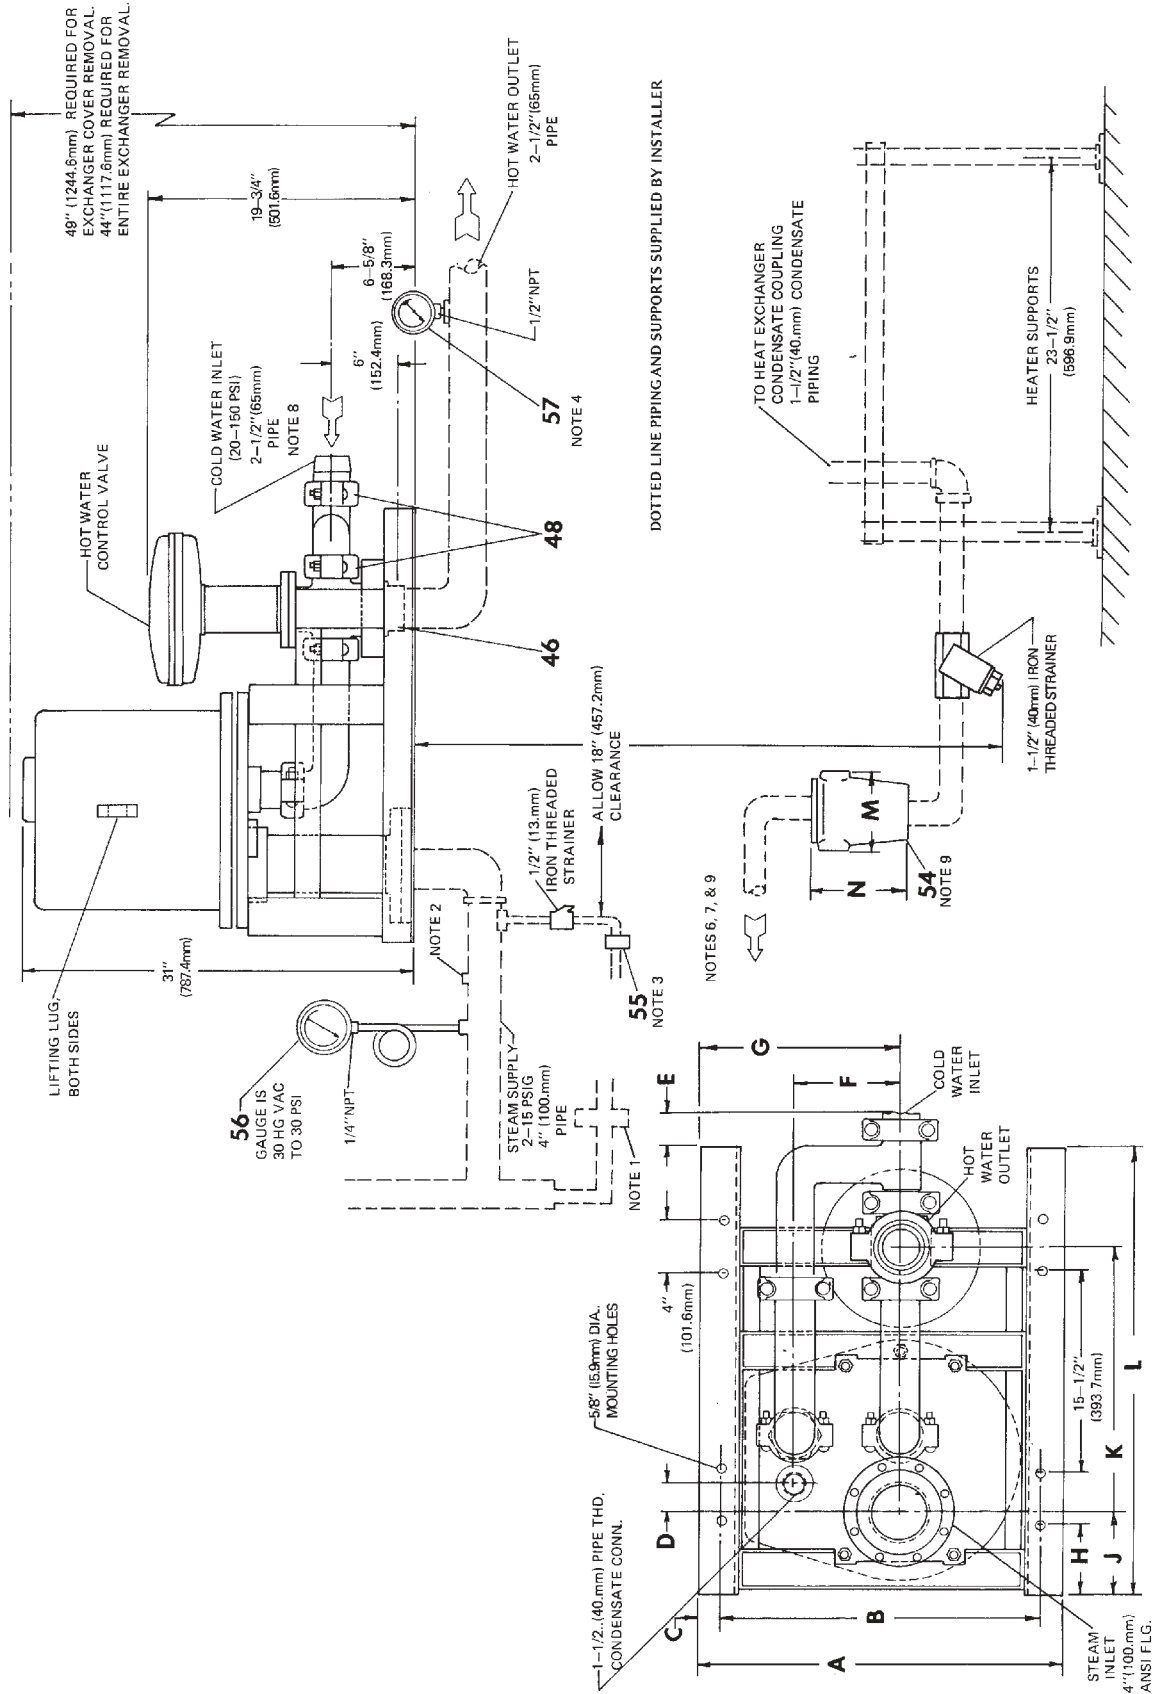 49" (1244.6mm) REQUIRED FOR
EXCHANGER COVER REMOVAL.
44" (1117.6mm) REQUIRED FOR
ENTIRE EXCHANGER REMOVAL.
LIFTING LUG,
BOTH SIDES
HOT WATER
CONTROL VALVE
31"
(787.4mm)
19-3/4"
(501.6mm)
COLD WATER INLET
(20-150 PSI)
2-1/2" (65mm)
PIPE
NOTE 8
6-5/8"
(168.3mm)
6"
(152.4mm)
HOT WATER OUTLET
2-1/2" (65mm)
PIPE
1/2" NPT
57
NOTE 4
48
46
56
GAUGE IS
30 HG VAC
TO 30 PSI
1/4" NPT
NOTE 2
STEAM SUPPLY
2-15 PSIG
4" (100.mm)
PIPE
NOTE 1
1/2" (13.mm)
IRON THREADED
STRAINER
55
NOTE 3
ALLOW 18" (457.2mm)
CLEARANCE
DOTTED LINE PIPING AND SUPPORTS SUPPLIED BY INSTALLER
TO HEAT EXCHANGER
CONDENSATE COUPLING
1-1/2" (40.mm) CONDENSATE
PIPING
HEATER SUPPORTS
23-1/2"
(596.9mm)
1-1/2" (40mm) IRON
THREADED STRAINER
NOTES 6, 7, & 9
M
N
54
NOTE 9
1-1/2.. (40.mm) PIPE THD.
CONDENSATE CONN.
5/8" (15.9mm) DIA..
MOUNTING HOLES
4"
(101.6mm)
15-1/2"
(393.7mm)
COLD
WATER
INLET
HOT
WATER
OUTLET
STEAM
INLET
4" (100.mm)
ANSI FLG.
A
B
C
D
E
F
G
H
J
K
L